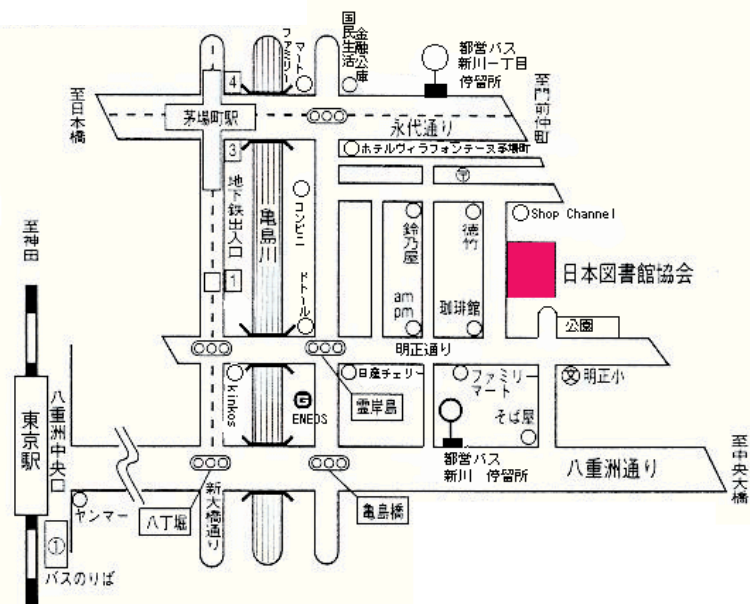 国民生活
金融公庫
ファミリー
マート
都営バス
新川一丁目
停留所
4
至日本橋
茅場町駅
永代通り
至門前仲町
3
ホテルヴィラフォンテーヌ茅場町
〒
地下鉄出入口
亀島川
コンビニ
鈴乃屋
徳竹
Shop Channel
日本図書館協会
至神田
1
ドトール
am
pm
珈琲館
公園
明正通り
kinkos
日産チェリー
ファミリー
マート
文
明正小
G
ENEOS
霊岸島
そば屋
東京駅
八重洲中央口
都営バス
新川 停留所
八重洲通り
至中央大橋
ヤンマー
八丁堀
新大橋通り
亀島橋
①
バスのりば